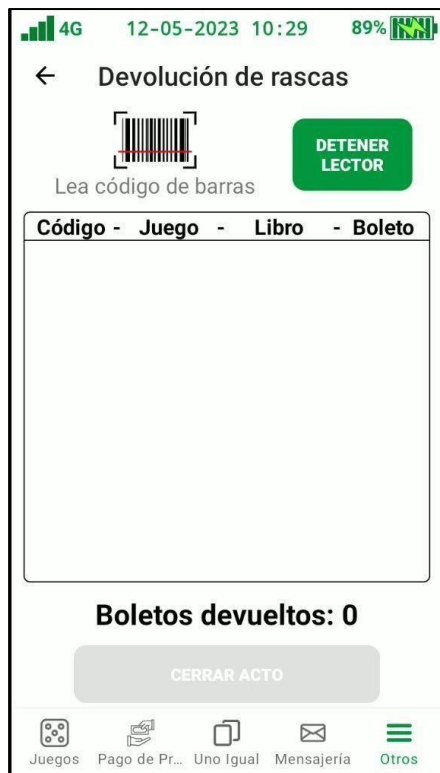 4G 12-05-2023 10:29 89%
Devolución de rascas
DETENER
LECTOR
Lea código de barras
Código - Juego - Libro - Boleto
Boletos devueltos: 0
CERRAR ACTO
Juegos Pago de Pr... Uno Igual Mensajería Otros